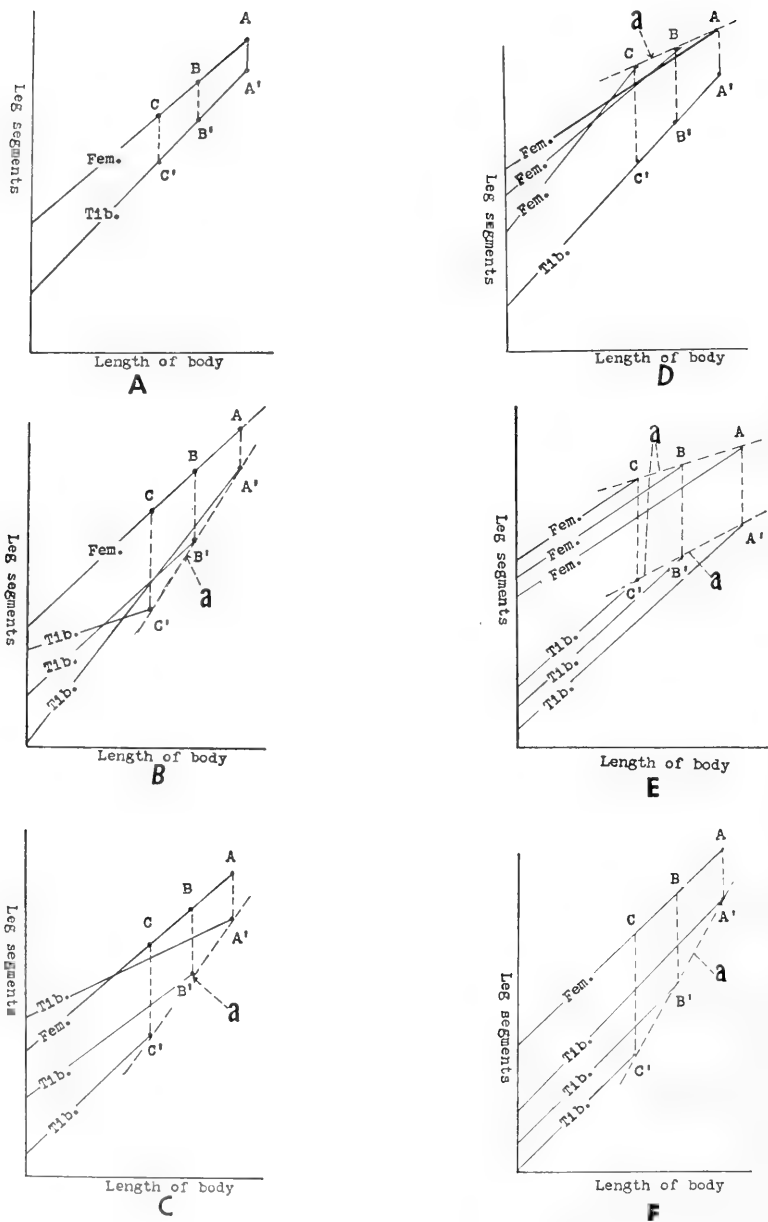 A
B
A'
C
B'
Fem.
C'
Tib.
Leg segments
Length of body
A
a
A
B
C
A'
Fem.
B'
Fem.
C'
Fem.
Tib.
Leg segments
Length of body
D
A
B
A'
C
Fem.
B'
a
C'
Tib.
Tib.
Tib.
Leg segments
Length of body
B
a
A
B
C
Fem.
Fem.
Fem.
A'
B'
a
C'
Tib.
Tib.
Tib.
Leg segments
Length of body
E
A
B
C
A'
Tib.
B'
a
Fem.
C'
Tib.
Tib.
Leg segments
Length of body
C
A
B
C
A'
Fem.
a
B'
Tib.
C'
Tib.
Tib.
Leg segments
Length of body
F